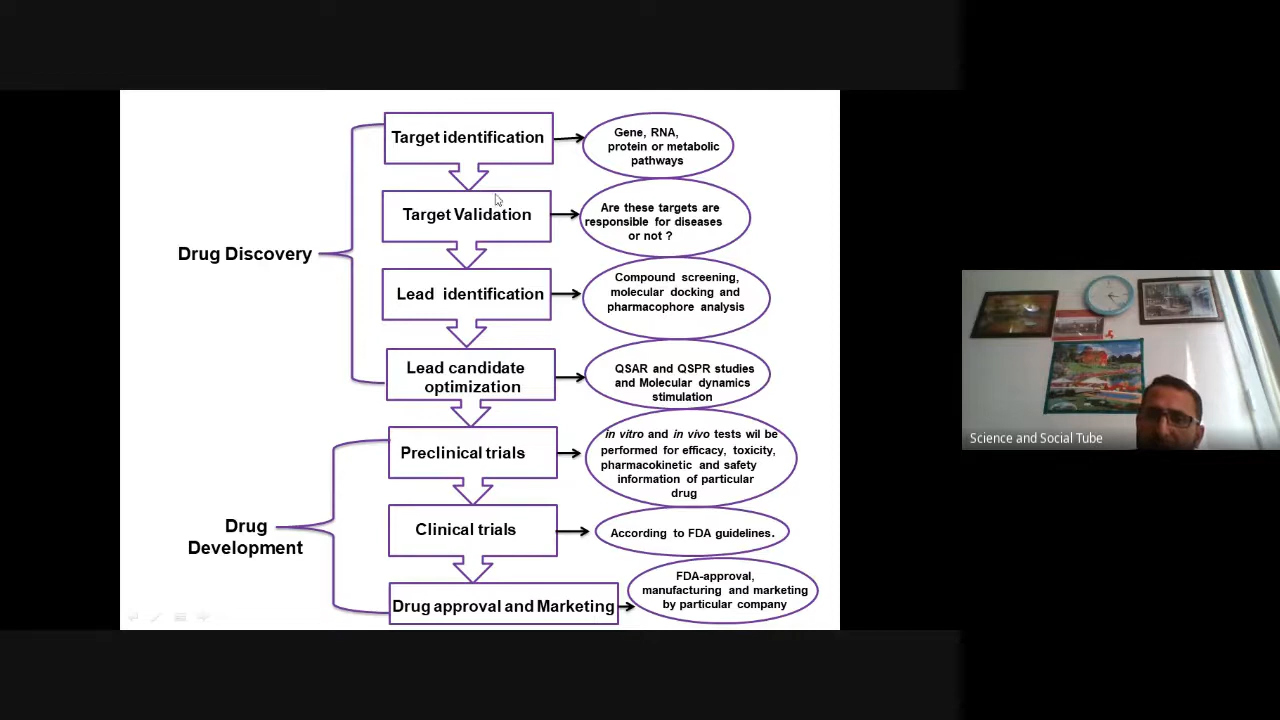 Target identification
Gene, RNA,
protein or metabolic
pathways
Target Validation
Are these targets are
responsible for diseases
or not ?
Drug Discovery
Lead identification
Compound screening,
molecular docking and
pharmacophore analysis
Lead candidate
optimization
QSAR and QSPR studies
and Molecular dynamics
stimulation
Preclinical trials
in vitro and in vivo tests wil be
performed for efficacy, toxicity,
pharmacokinetic and safety
information of particular
drug
Drug
Development
Clinical trials
According to FDA guidelines.
Drug approval and Marketing
FDA-approval,
manufacturing and marketing
by particular company
Science and Social Tube